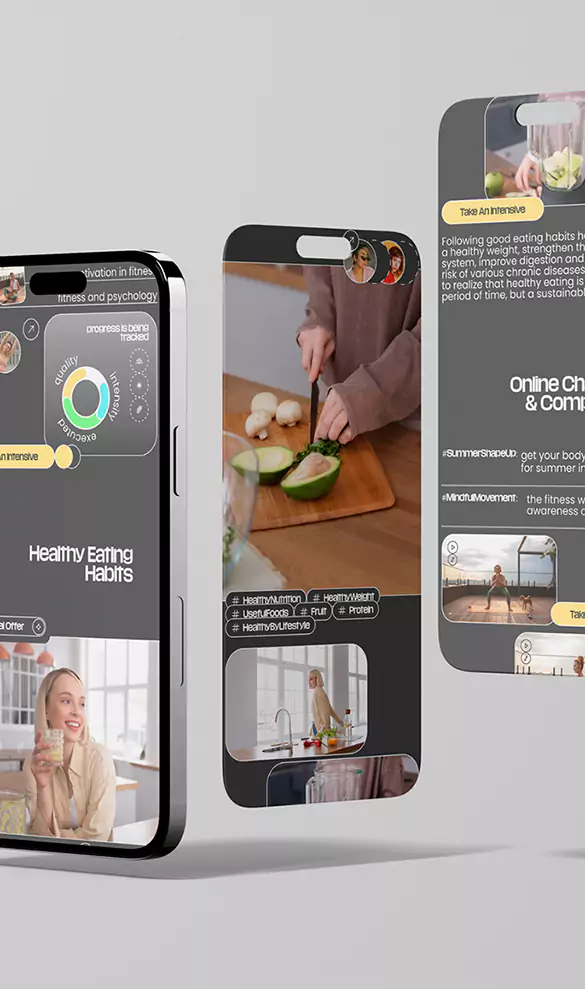 tivation in fitness
fitness and psychology
progress is being
tracked
quality
intensity
executed
An Intensive
Healthy Eating
Habits
al Offer
# HealthyNutrition
# HealthyWeight
# UsefulFoods
# Fruit
# Protein
# HealthyByLifestyle
Take An Intensive
Following good eating habits he
a healthy weight, strengthen th
system, improve digestion and
risk of various chronic diseases
to realize that healthy eating is
period of time, but a sustainabl
Online Cha
& Comp
#SummerShapeUp: get your body
for summer in
#MindfulMovement: the fitness w
awareness a
Take